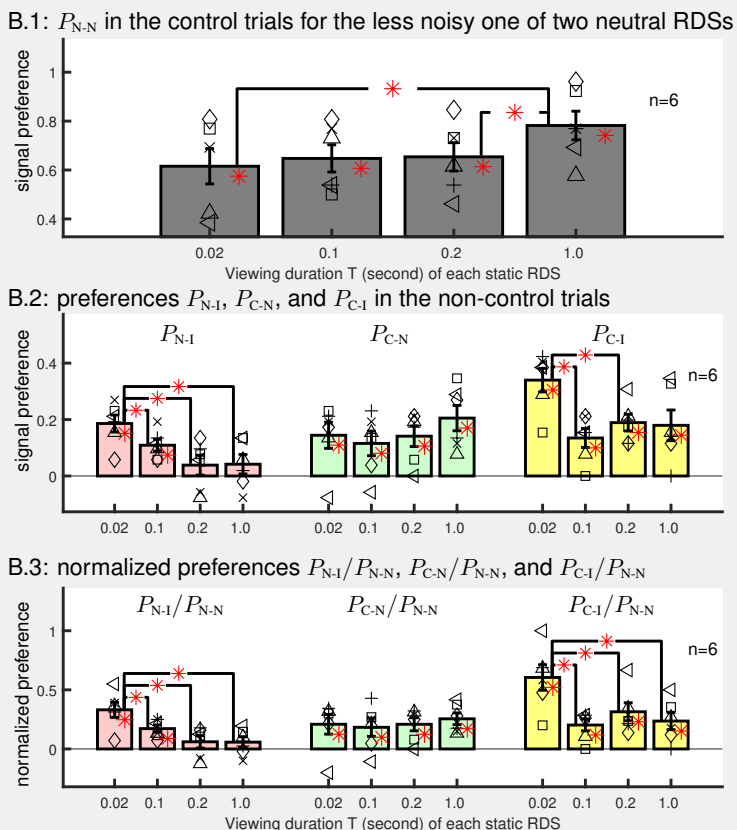 B.1: P_N-N in the control trials for the less noisy one of two neutral RDSs
signal preference
1
0.8
0.6
0.4
n=6
0.02 0.1 0.2 1.0
Viewing duration T (second) of each static RDS
B.2: preferences P_N-I, P_C-N, and P_C-I in the non-control trials
signal preference
P_N-I P_C-N P_C-I
0.4
0.2
0
n=6
0.02 0.1 0.2 1.0 0.02 0.1 0.2 1.0 0.02 0.1 0.2 1.0
B.3: normalized preferences P_N-I/P_N-N, P_C-N/P_N-N, and P_C-I/P_N-N
normalized preference
P_N-I/P_N-N P_C-N/P_N-N P_C-I/P_N-N
1
0.5
0
n=6
0.02 0.1 0.2 1.0 0.02 0.1 0.2 1.0 0.02 0.1 0.2 1.0
Viewing duration T (second) of each static RDS